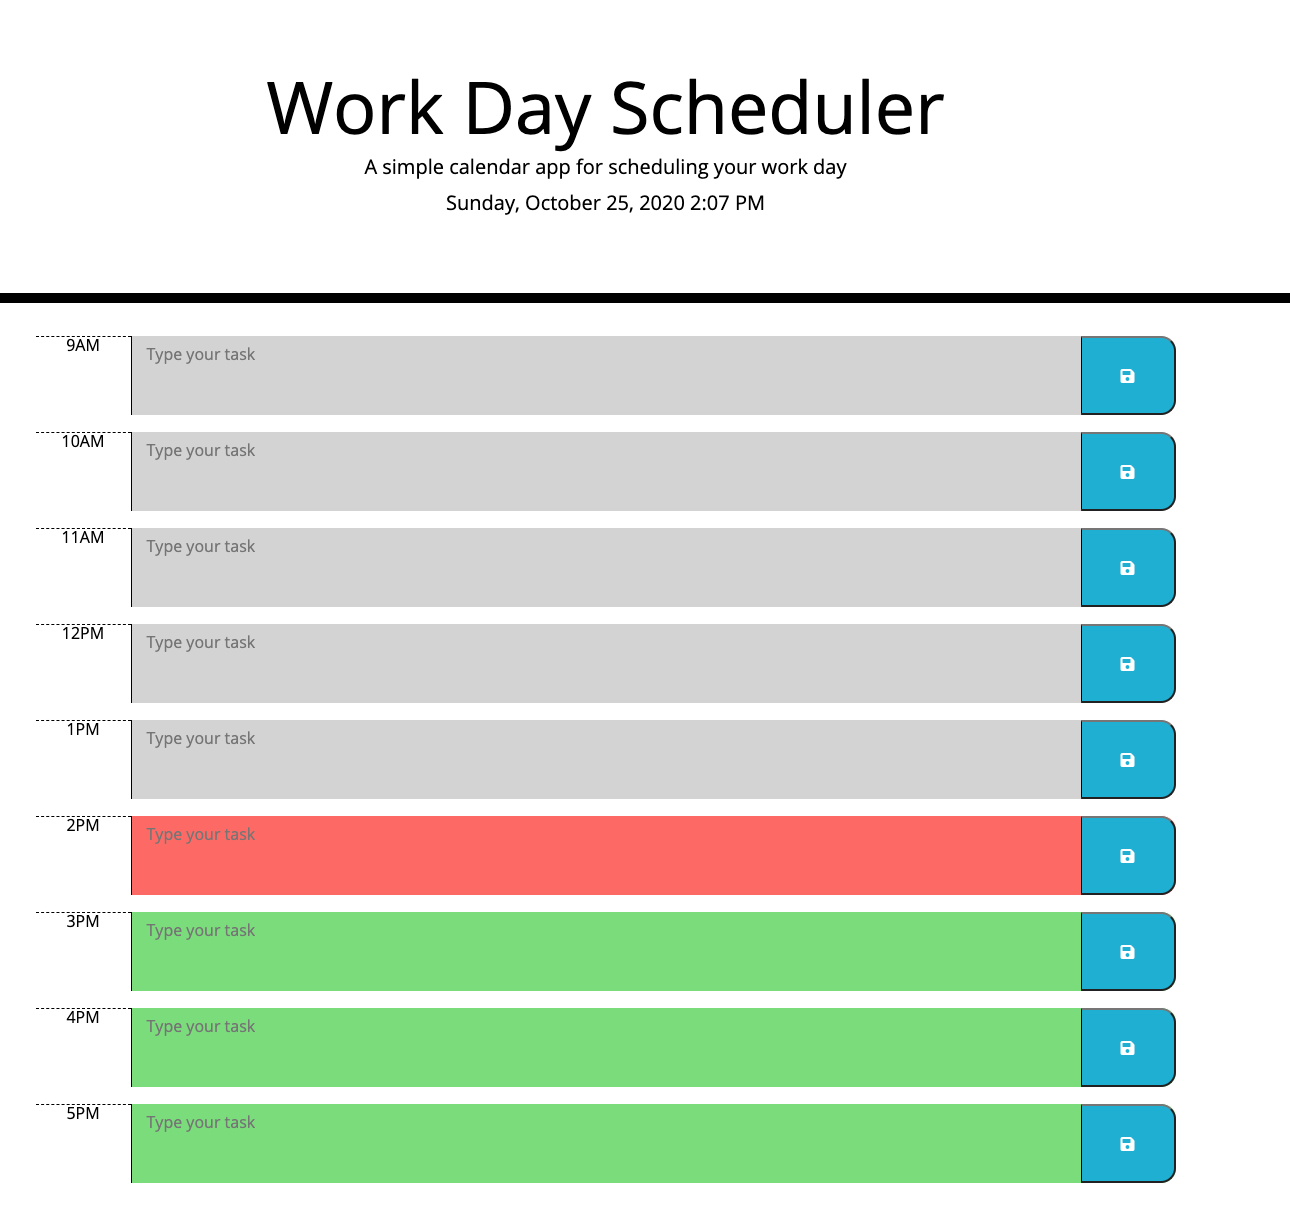 Work Day Scheduler
A simple calendar app for scheduling your work day
Sunday, October 25, 2020 2:07 PM
9AM Type your task
10AM Type your task
11AM Type your task
12PM Type your task
1PM Type your task
2PM Type your task
3PM Type your task
4PM Type your task
5PM Type your task